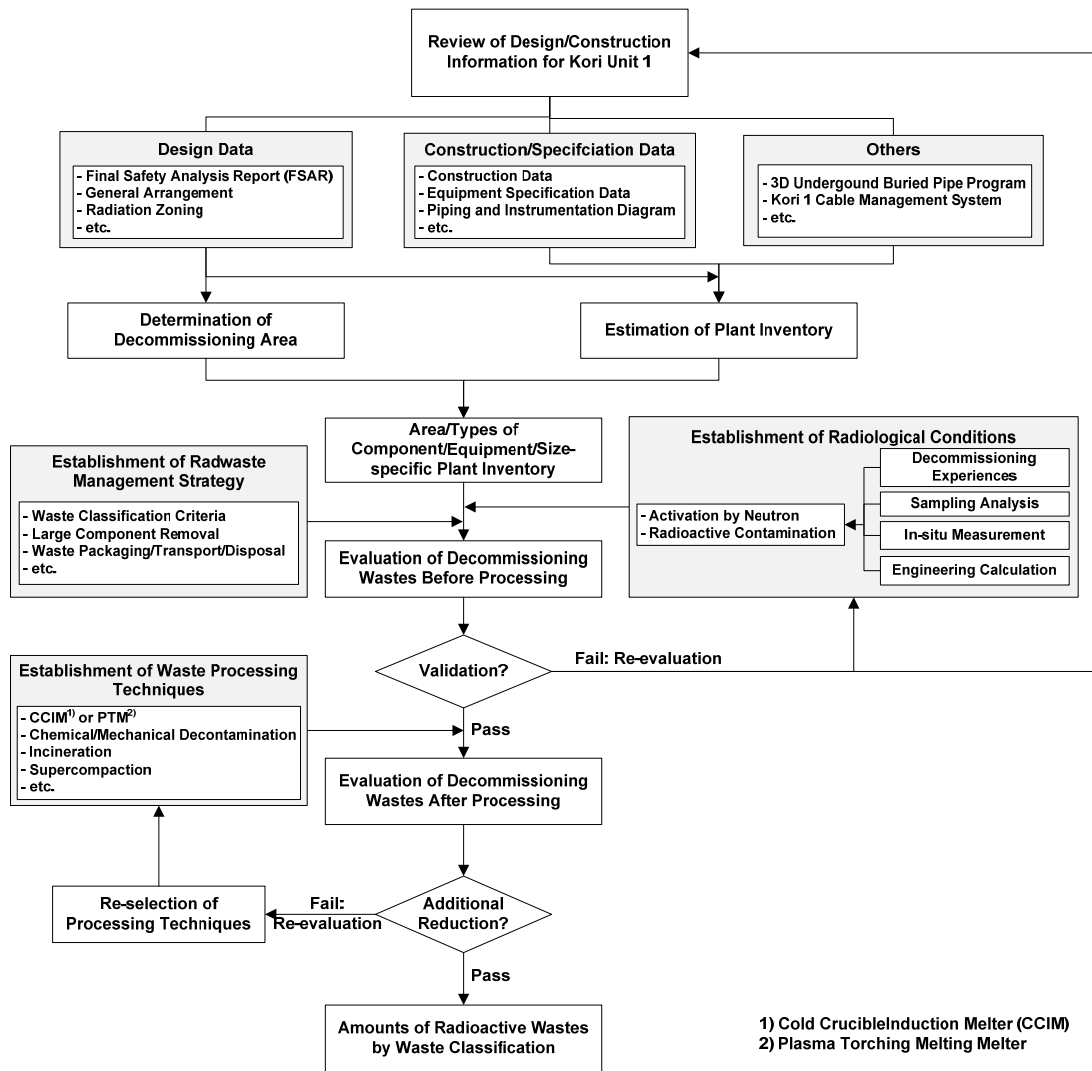 Review of Design/Construction
Information for Kori Unit 1
Design Data
- Final Safety Analysis Report (FSAR)
- General Arrangement
- Radiation Zoning
- etc.
Construction/Specifciation Data
- Construction Data
- Equipment Specification Data
- Piping and Instrumentation Diagram
- etc.
Others
- 3D Undergound Buried Pipe Program
- Kori 1 Cable Management System
- etc.
Determination of
Decommissioning Area
Estimation of Plant Inventory
Area/Types of
Component/Equipment/Size-
specific Plant Inventory
Establishment of Radwaste
Management Strategy
- Waste Classification Criteria
- Large Component Removal
- Waste Packaging/Transport/Disposal
- etc.
Establishment of Radiological Conditions
- Activation by Neutron
- Radioactive Contamination
Decommissioning
Experiences
Sampling Analysis
In-situ Measurement
Engineering Calculation
Evaluation of Decommissioning
Wastes Before Processing
Validation?
Fail: Re-evaluation
Pass
Establishment of Waste Processing
Techniques
- CCIM1) or PTM2)
- Chemical/Mechanical Decontamination
- Incineration
- Supercompaction
- etc.
Evaluation of Decommissioning
Wastes After Processing
Re-selection of
Processing Techniques
Fail:
Re-evaluation
Additional
Reduction?
Pass
Amounts of Radioactive Wastes
by Waste Classification
1) Cold CrucibleInduction Melter (CCIM)
2) Plasma Torching Melting Melter